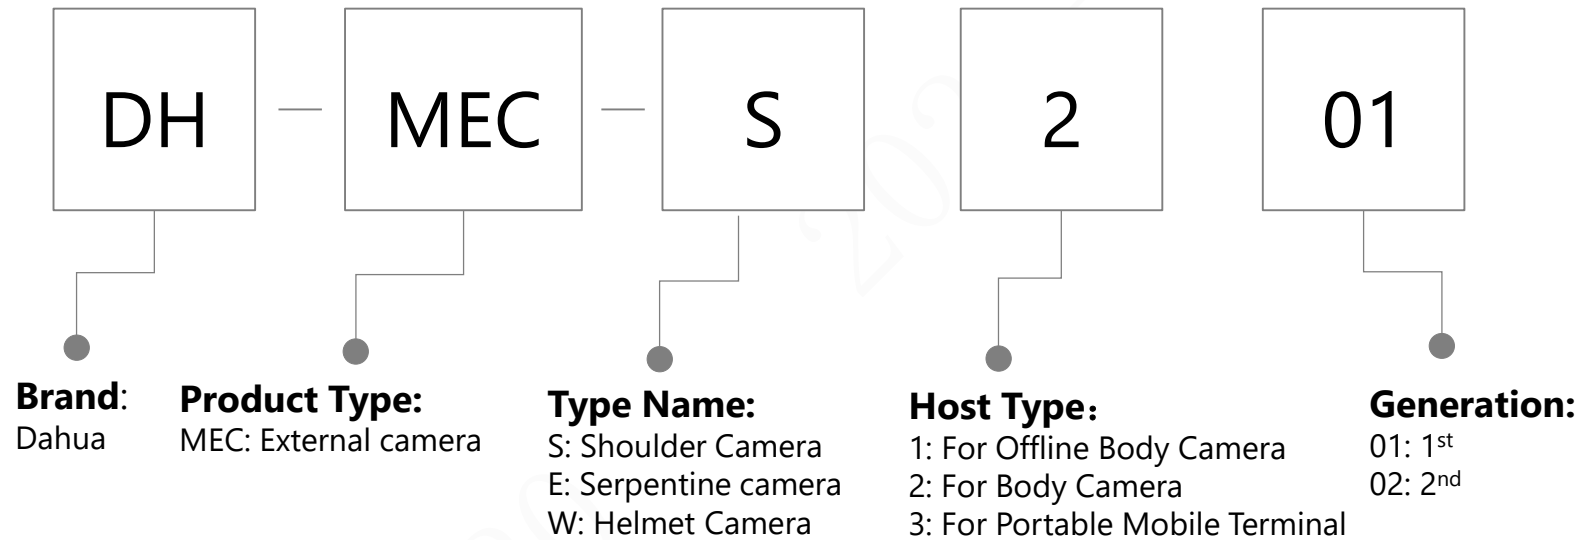 DH — MEC — S 2 01
Brand:
Dahua
Product Type:
MEC: External camera
Type Name:
S: Shoulder Camera
E: Serpentine camera
W: Helmet Camera
Host Type：
1: For Offline Body Camera
2: For Body Camera
3: For Portable Mobile Terminal
Generation:
01: 1st
02: 2nd